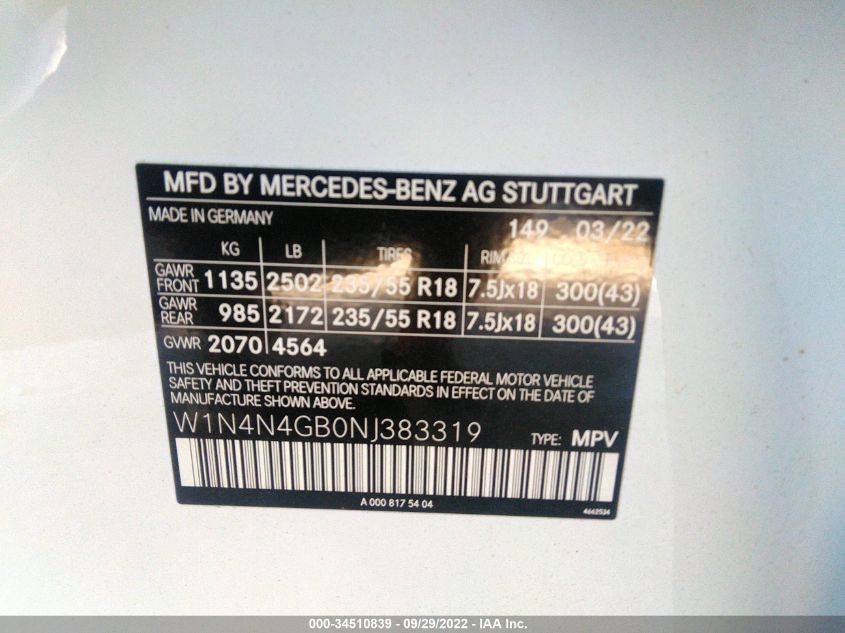 MFD BY MERCEDES-BENZ AG STUTTGART
MADE IN GERMANY 149 03/22
KG LB TIRES RIM
GAWR FRONT 1135 2502 235/55 R18 7.5Jx18 300(43)
GAWR REAR 985 2172 235/55 R18 7.5Jx18 300(43)
GVWR 2070 4564
THIS VEHICLE CONFORMS TO ALL APPLICABLE FEDERAL MOTOR VEHICLE
SAFETY AND THEFT PREVENTION STANDARDS IN EFFECT ON THE DATE OF
MANUFACTURE SHOWN ABOVE.
W1N4N4GB0NJ383319 TYPE: MPV
A 000 817 54 04 4662534
000-34510839 - 09/29/2022 - IAA Inc.